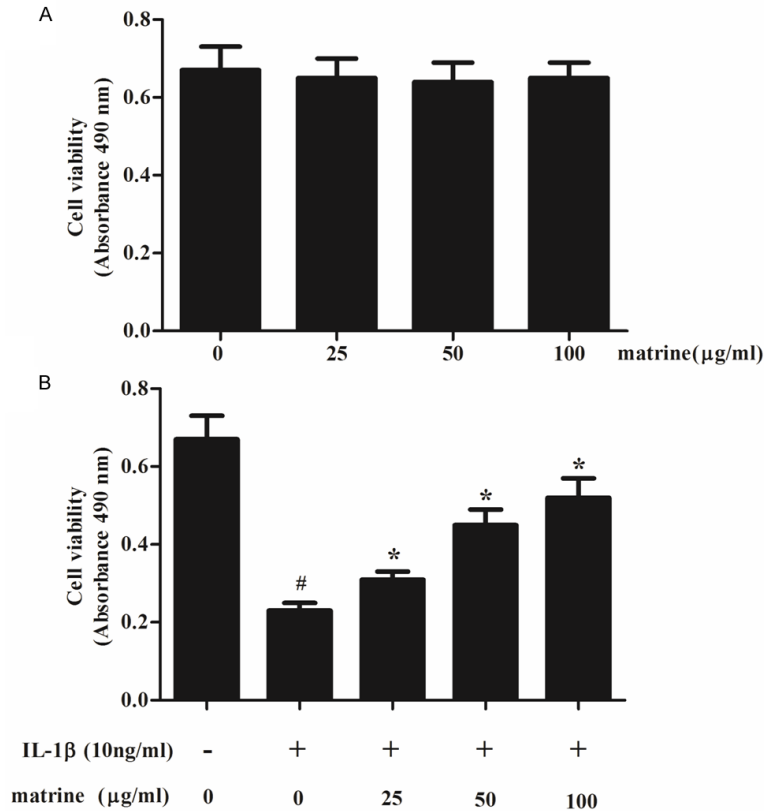 A
Cell viability
(Absorbance 490 nm)
0.8
0.6
0.4
0.2
0.0
0 25 50 100 matrine(μg/ml)
B
Cell viability
(Absorbance 490 nm)
0.8
0.6
0.4
0.2
0.0
# * * *
IL-1β (10ng/ml) - + + + +
matrine (μg/ml) 0 0 25 50 100